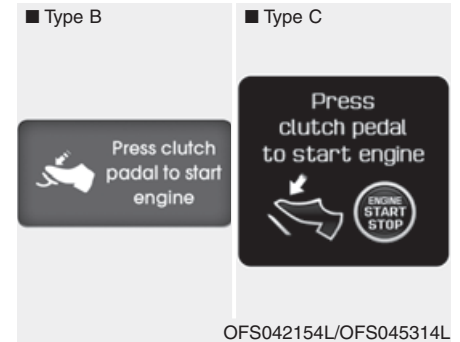 ■ Type B
Press clutch
padal to start
engine
■ Type C
Press
clutch pedal
to start engine
ENGINE
START
STOP
OFS042154L/OFS045314L